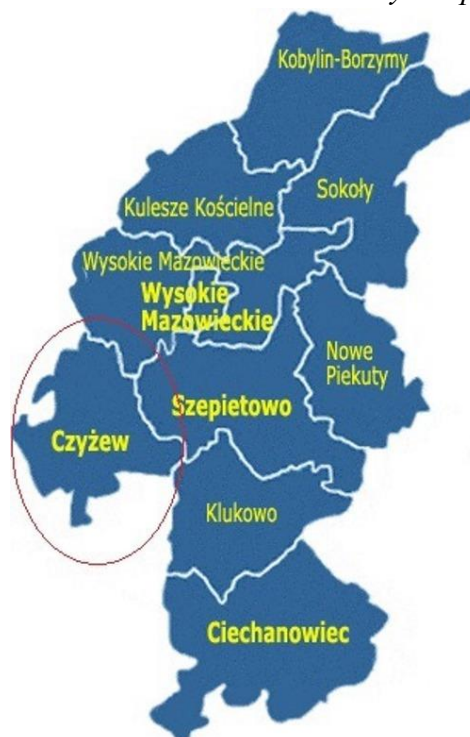 Kobylin-Borzymy
Sokoły
Kulesze Kościelne
Wysokie Mazowieckie
Wysokie
Mazowieckie
Nowe
Piekuty
Szepietowo
Czyżew
Klukowo
Ciechanowiec